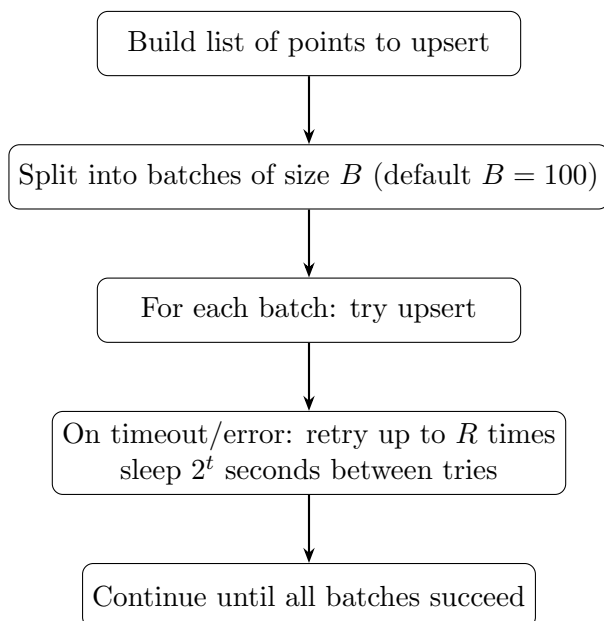 Build list of points to upsert
Split into batches of size B (default B = 100)
For each batch: try upsert
On timeout/error: retry up to R times
sleep 2^t seconds between tries
Continue until all batches succeed